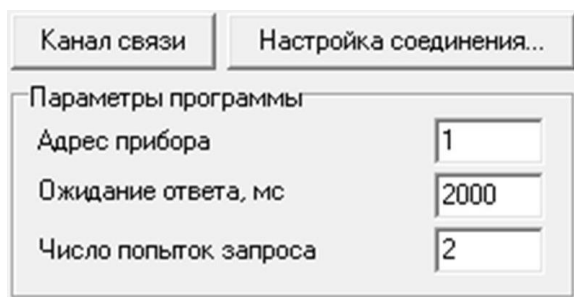 Канал связи Настройка соединения...
Параметры программы
Адрес прибора 1
Ожидание ответа, мс 2000
Число попыток запроса 2